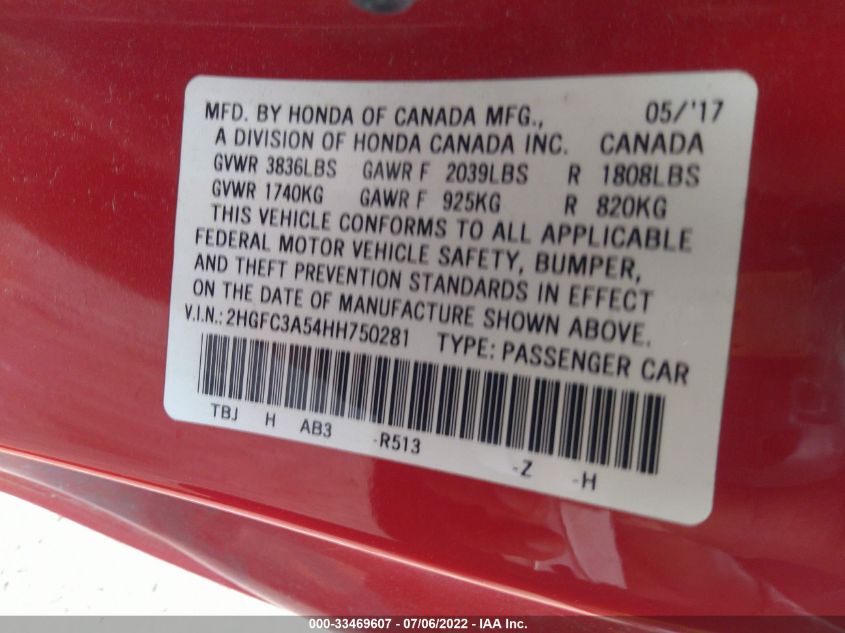 MFD. BY HONDA OF CANADA MFG., 05/'17
A DIVISION OF HONDA CANADA INC. CANADA
GVWR 3836LBS GAWR F 2039LBS R 1808LBS
GVWR 1740KG GAWR F 925KG R 820KG
THIS VEHICLE CONFORMS TO ALL APPLICABLE
FEDERAL MOTOR VEHICLE SAFETY, BUMPER,
AND THEFT PREVENTION STANDARDS IN EFFECT
ON THE DATE OF MANUFACTURE SHOWN ABOVE.
V.I.N.: 2HGFC3A54HH750281 TYPE: PASSENGER CAR
TBJ H AB3 -R513 -Z -H
000-33469607 - 07/06/2022 - IAA Inc.